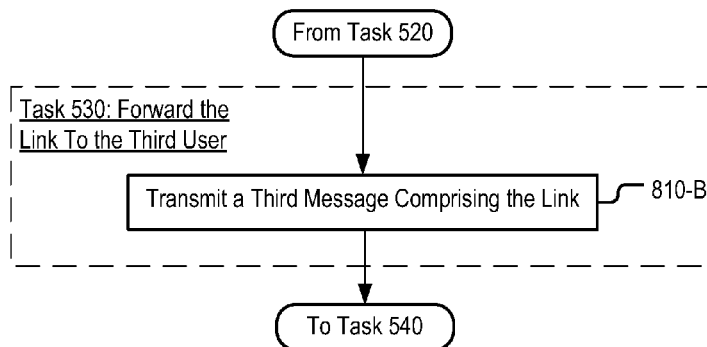 From Task 520
Task 530: Forward the
Link To the Third User
Transmit a Third Message Comprising the Link
810-B
To Task 540